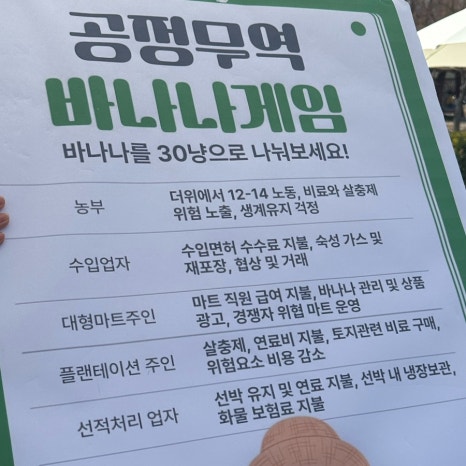 공정무역
바나나게임
바나나를 30냥으로 나눠보세요!
농부
더위에서 12-14 노동, 비료와 살충제
위험 노출, 생계유지 걱정
수입업자
수입면허 수수료 지불, 숙성 가스 및
재포장, 협상 및 거래
대형마트주인
마트 직원 급여 지불, 바나나 관리 및 상품
광고, 경쟁자 위협 마트 운영
플랜테이션 주인
살충제, 연료비 지불, 토지관련 비료 구매,
위험요소 비용 감소
선적처리 업자
선박 유지 및 연료 지불, 선박 내 냉장보관,
화물 보험료 지불